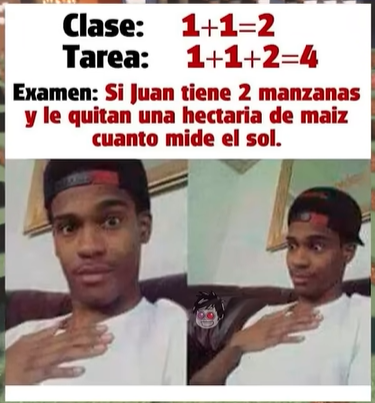 Clase: 1+1=2
Tarea: 1+1+2=4
Examen: Si Juan tiene 2 manzanas
y le quitan una hectaria de maiz
cuanto mide el sol.